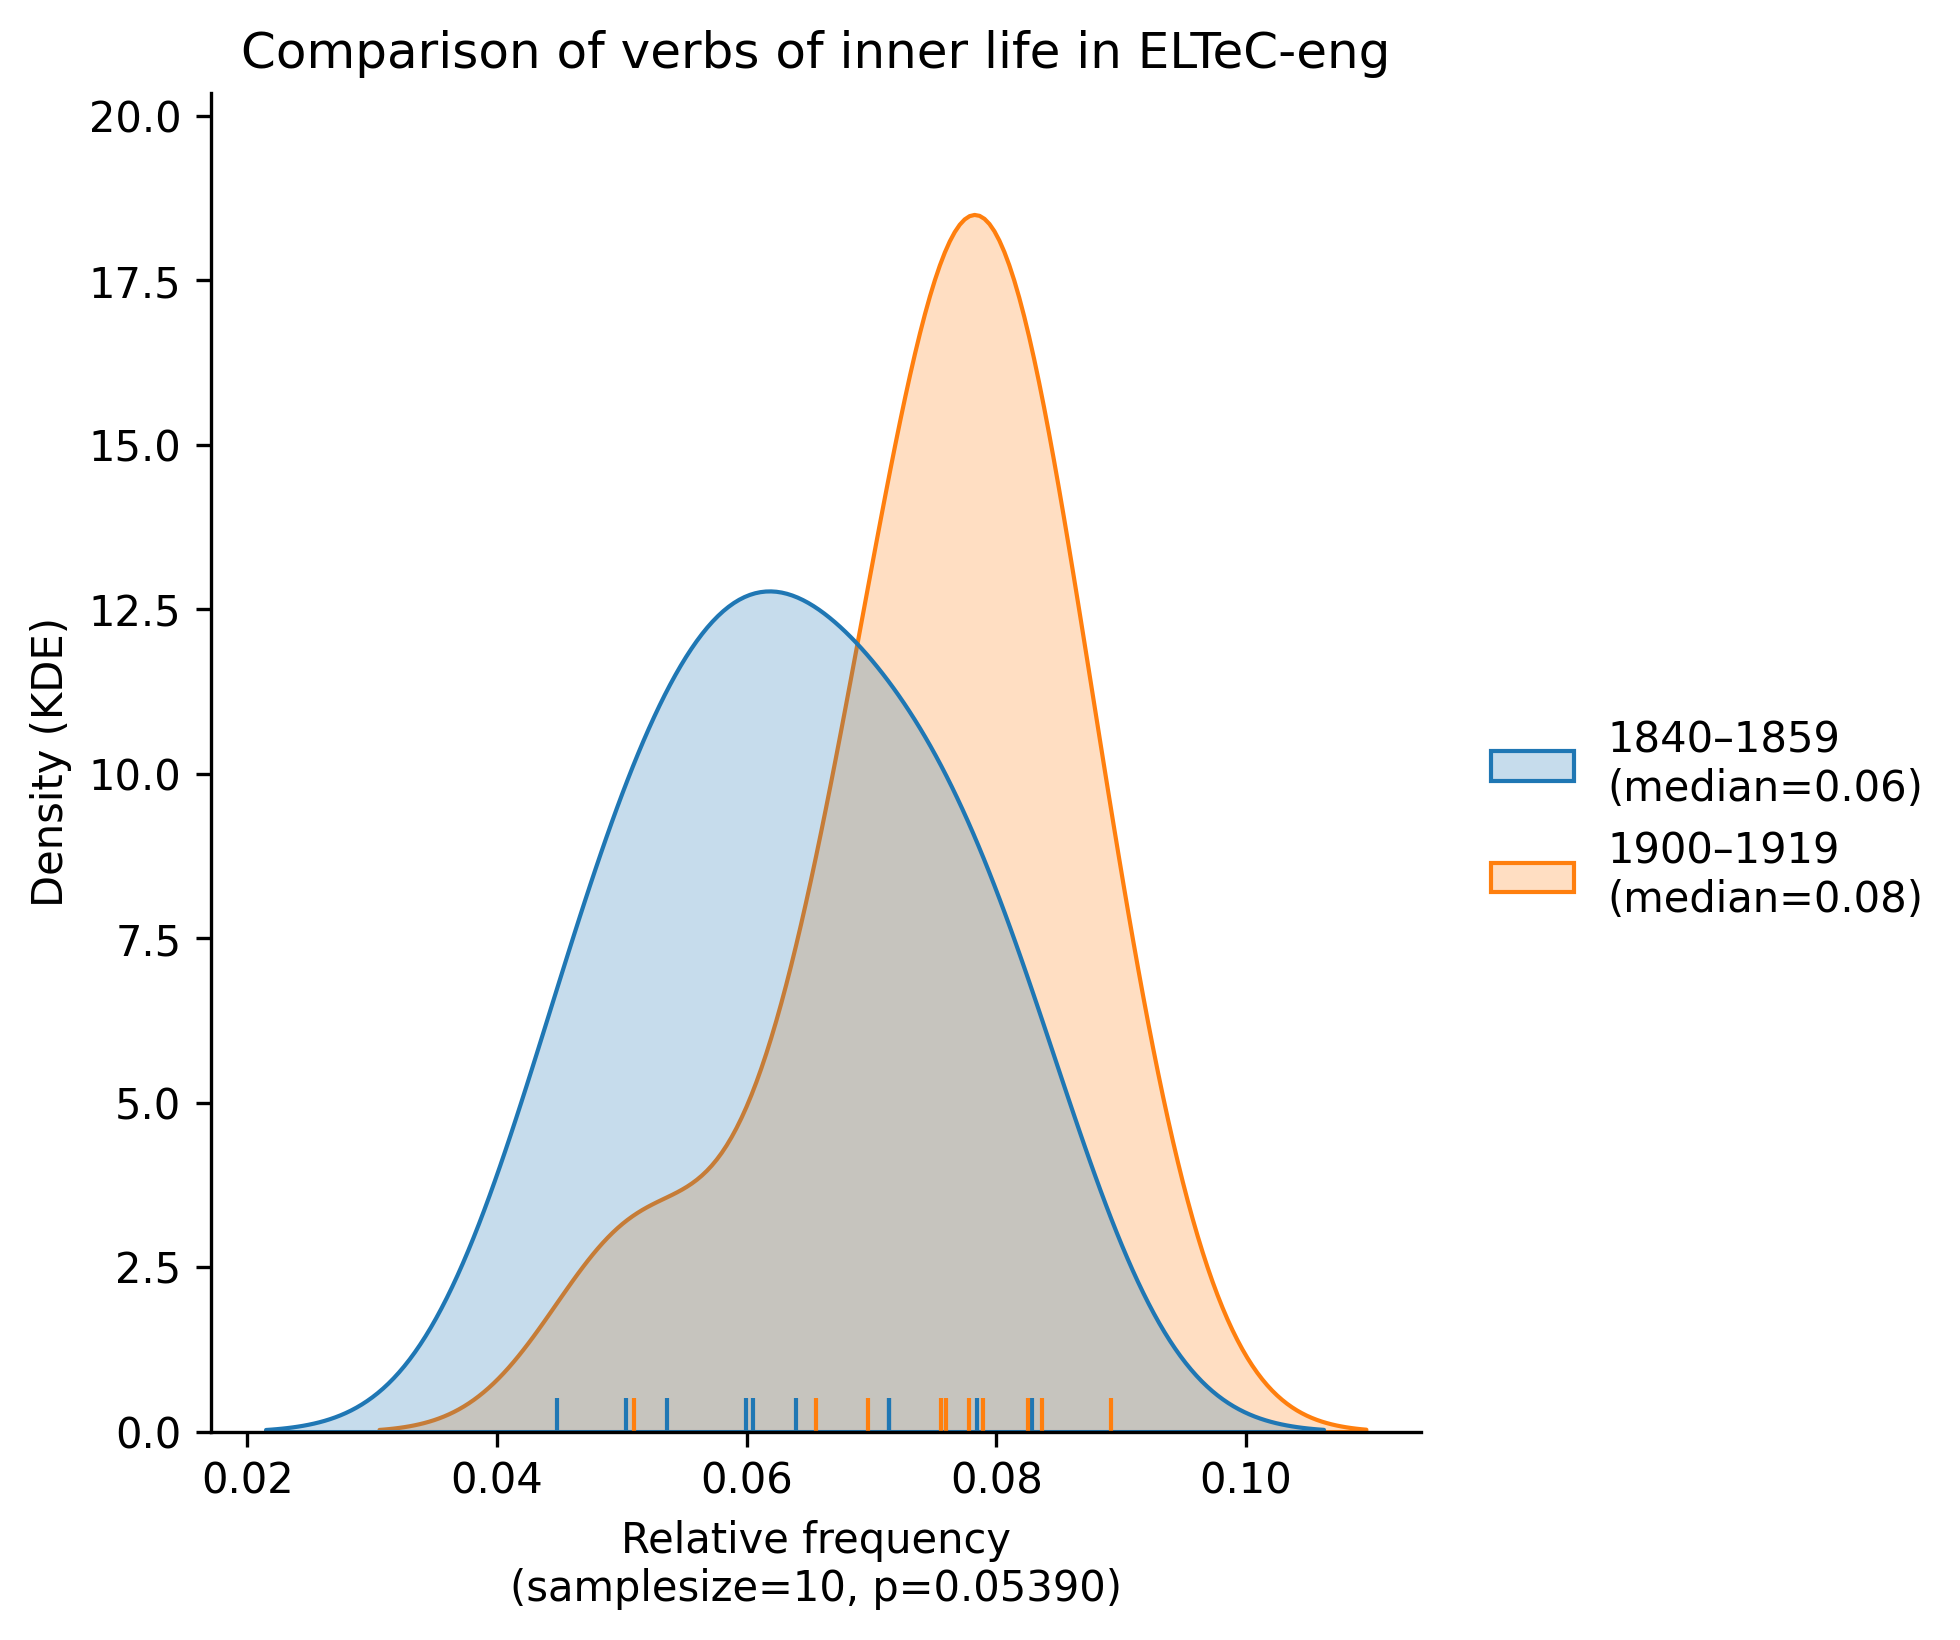 Comparison of verbs of inner life in ELTeC-eng
20.0
17.5
15.0
12.5
10.0
7.5
5.0
2.5
0.0
Density (KDE)
0.02 0.04 0.06 0.08 0.10
Relative frequency
(samplesize=10, p=0.05390)
1840–1859
(median=0.06)
1900–1919
(median=0.08)